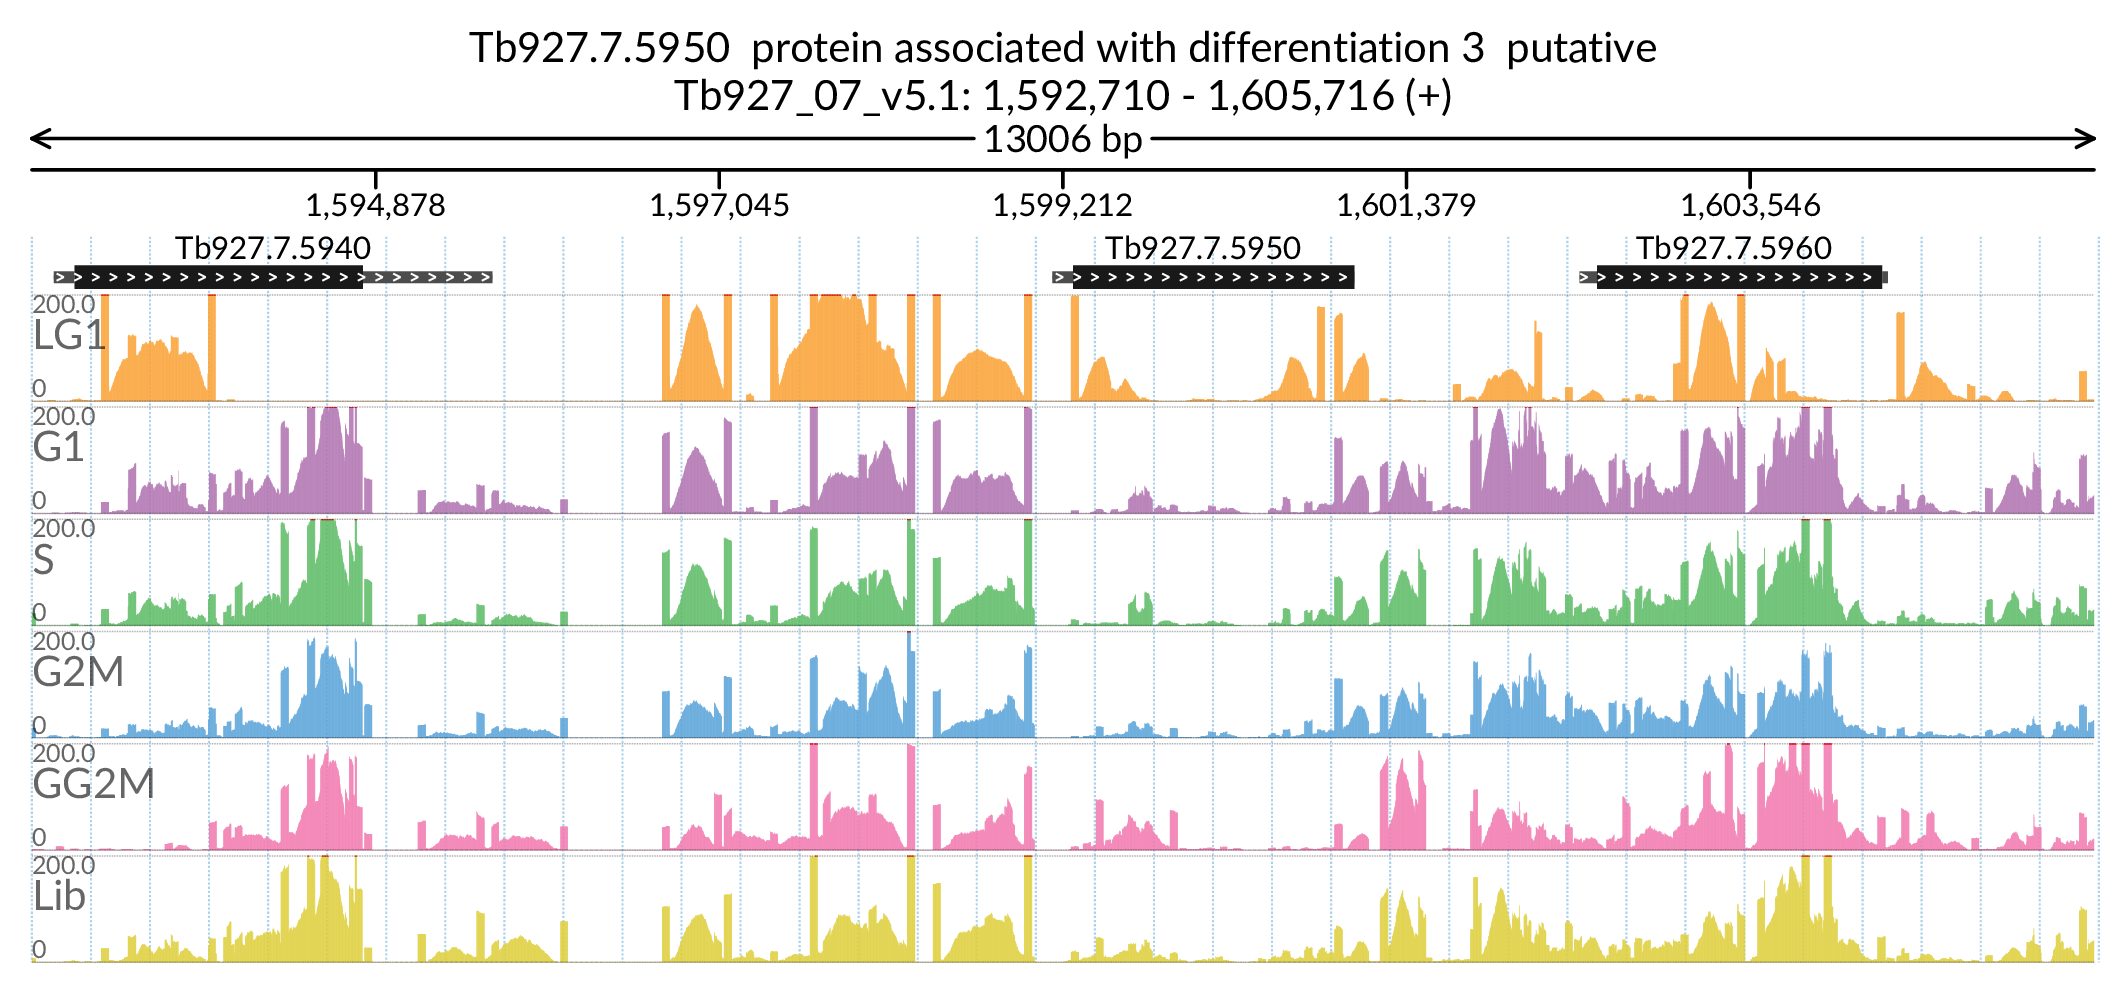 Tb927.7.5950 protein associated with differentiation 3 putative
Tb927_07_v5.1: 1,592,710 - 1,605,716 (+)
13006 bp
1,594,878 1,597,045 1,599,212 1,601,379 1,603,546
Tb927.7.5940 Tb927.7.5950 Tb927.7.5960
200.0
LG1
0
200.0
G1
0
200.0
S
0
200.0
G2M
0
200.0
GG2M
0
200.0
Lib
0